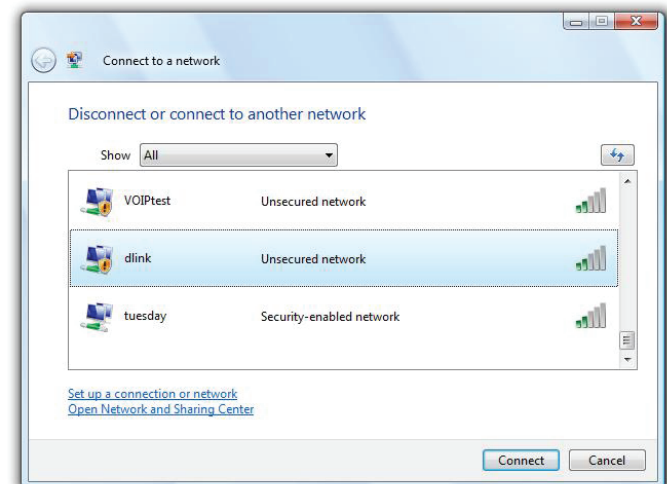 Connect to a network
Disconnect or connect to another network
Show All
VOIPtest Unsecured network
dlink Unsecured network
tuesday Security-enabled network
Set up a connection or network
Open Network and Sharing Center
Connect Cancel